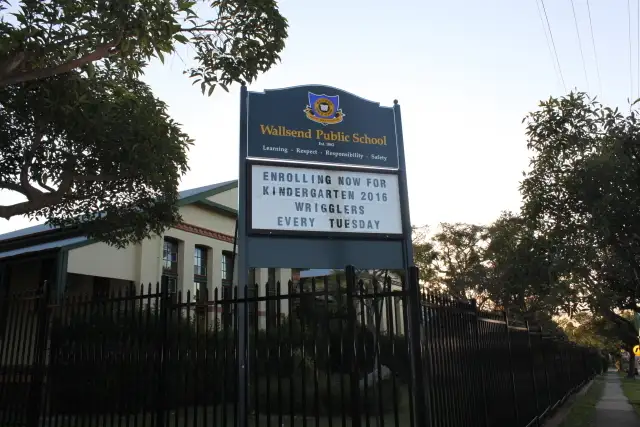 Wallsend Public School
Learning - Respect - Responsibility - Safety
ENROLLING NOW FOR
KINDERGARTEN 2016
WRIGGLERS
EVERY TUESDAY